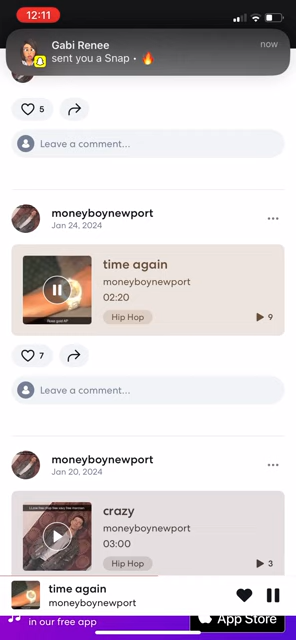 12:11
Gabi Renee
now
sent you a Snap • 🔥
5
Leave a comment...
moneyboynewport
Jan 24, 2024
time again
moneyboynewport
02:20
Hip Hop
9
7
Leave a comment...
moneyboynewport
Jan 20, 2024
crazy
moneyboynewport
03:00
Hip Hop
3
time again
moneyboynewport
in our free app
App Store